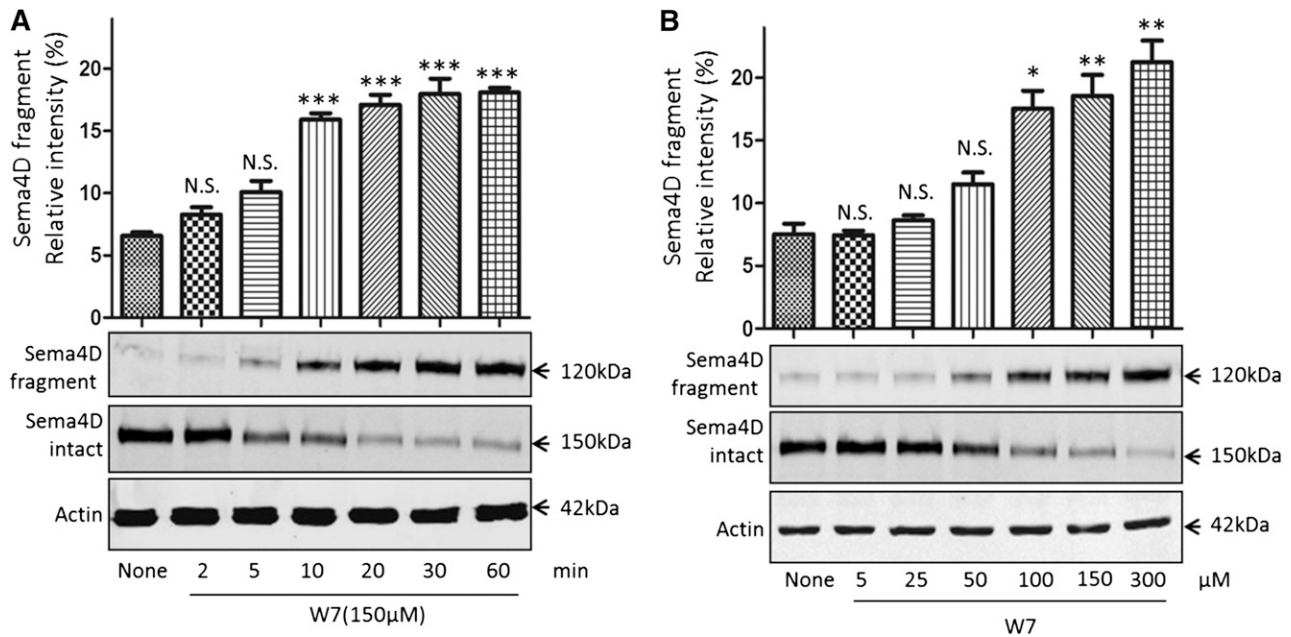 A
Sema4D fragment
Relative intensity (%)
20
15
10
5
0
N.S.
N.S.
***
***
***
***
Sema4D
fragment
120kDa
Sema4D
intact
150kDa
Actin
42kDa
None 2 5 10 20 30 60 min
W7(150μM)
B
Sema4D fragment
Relative intensity (%)
20
15
10
5
0
N.S.
N.S.
N.S.
*
**
**
Sema4D
fragment
120kDa
Sema4D
intact
150kDa
Actin
42kDa
None 5 25 50 100 150 300 μM
W7